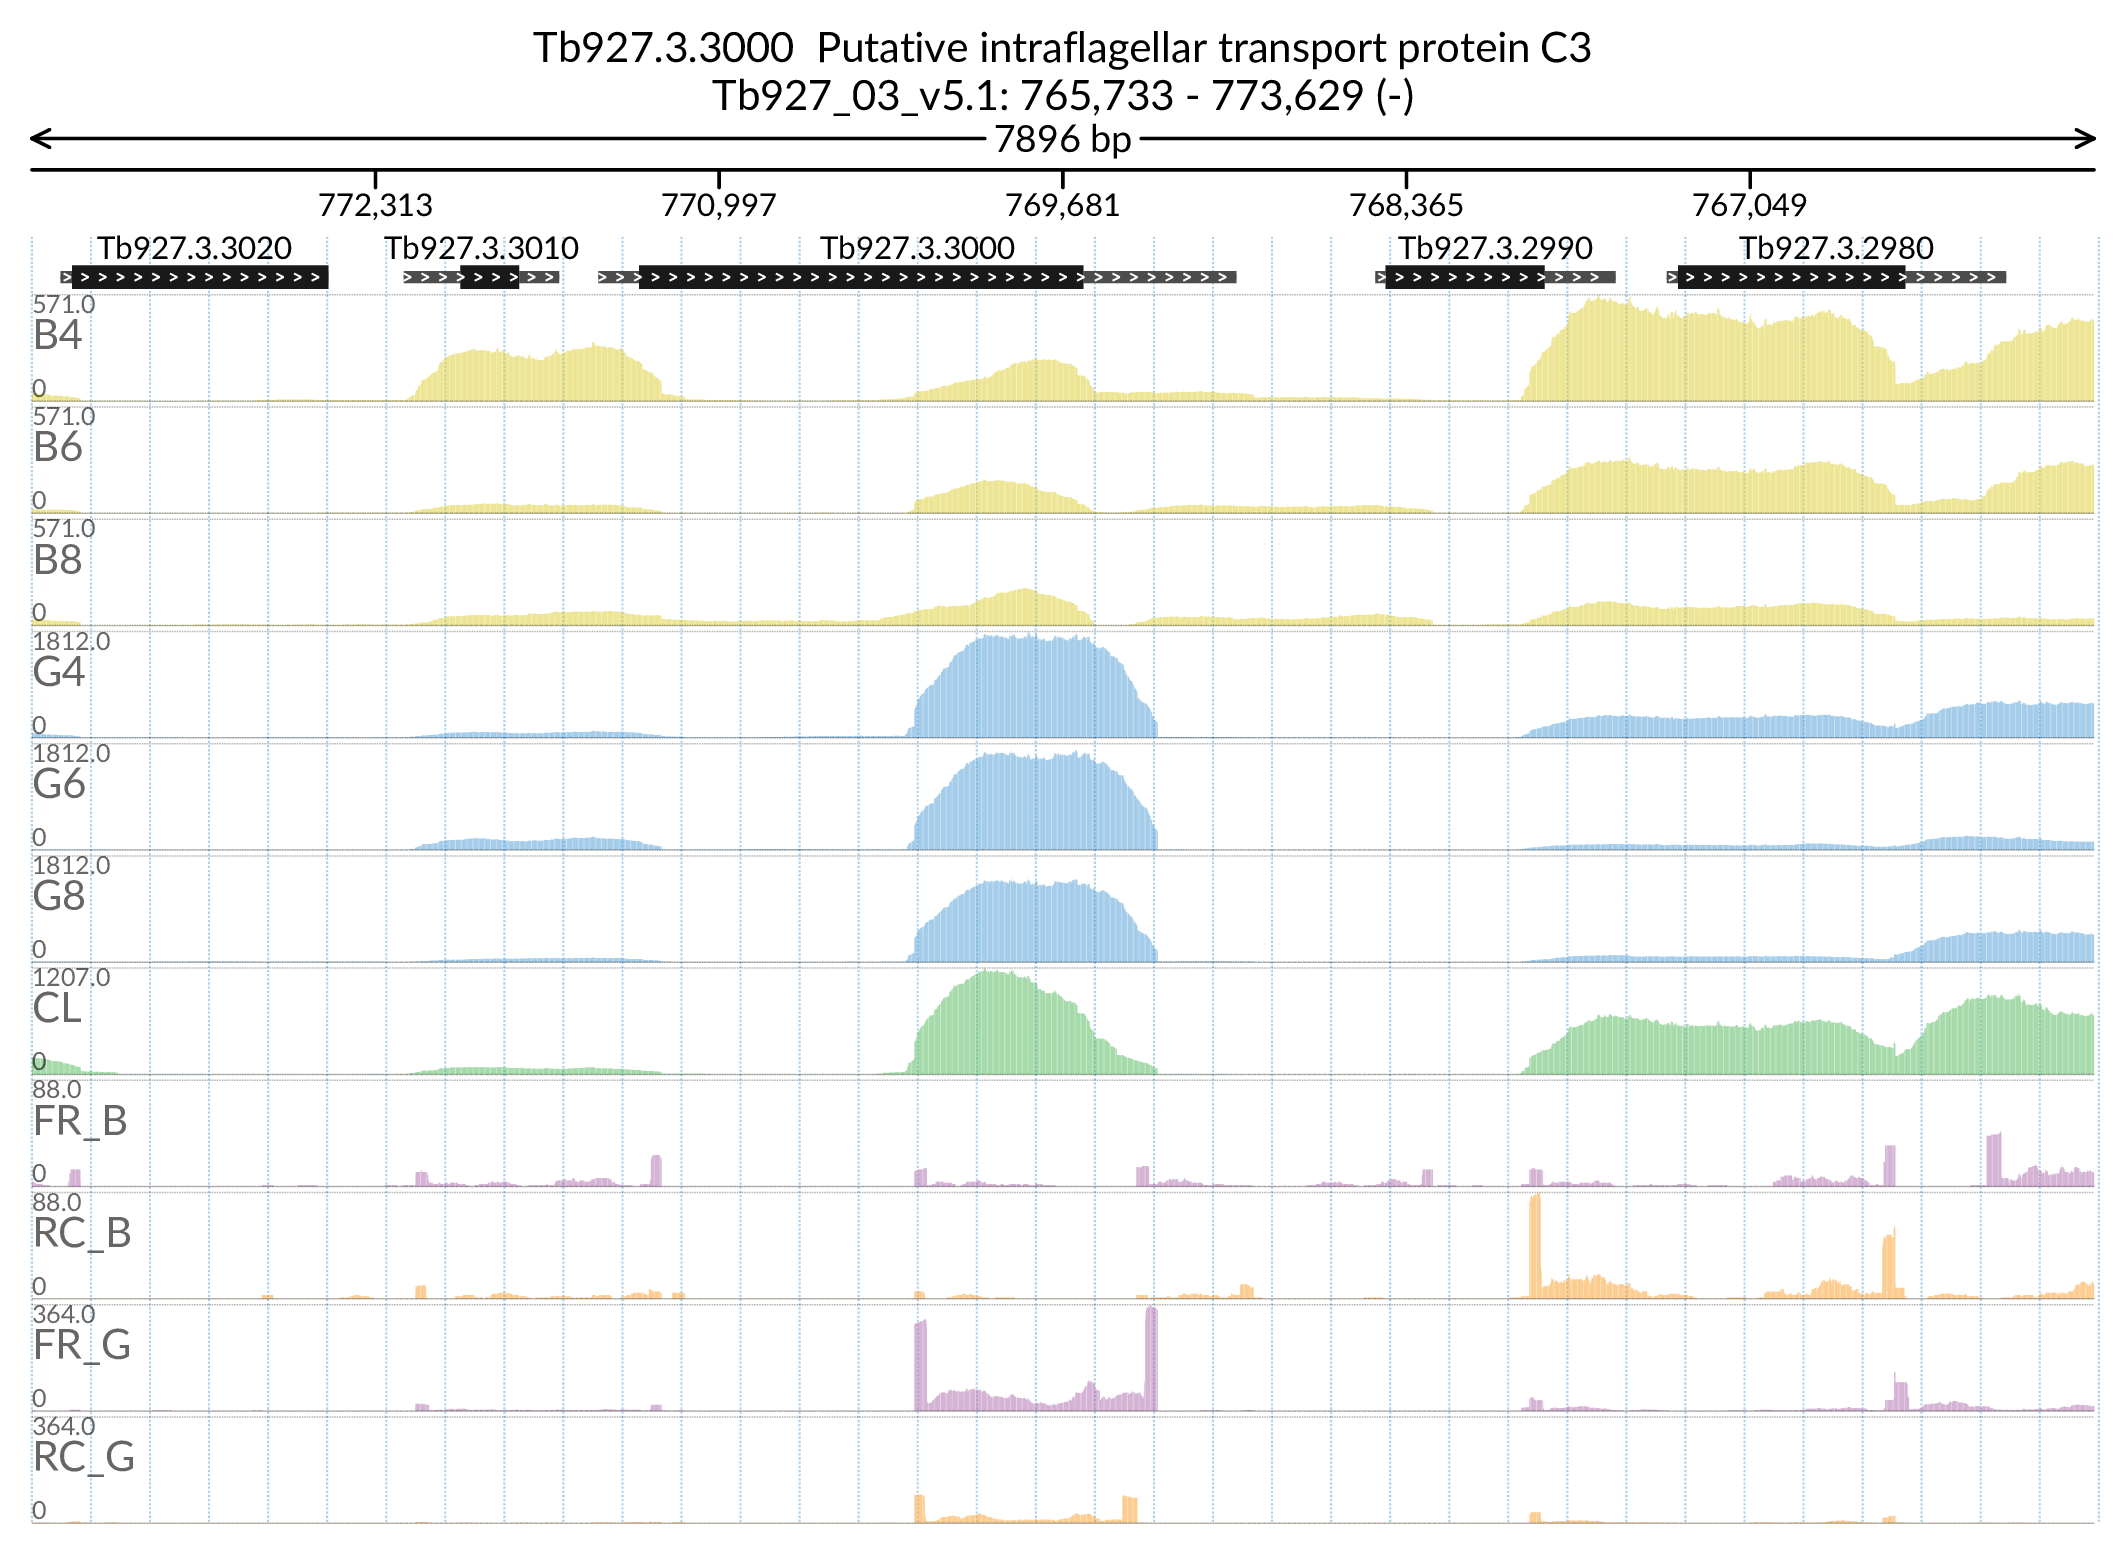 Tb927.3.3000  Putative intraflagellar transport protein C3
Tb927_03_v5.1: 765,733 - 773,629 (-)
7896 bp
772,313 770,997 769,681 768,365 767,049
Tb927.3.3020 Tb927.3.3010 Tb927.3.3000 Tb927.3.2990 Tb927.3.2980
571.0
B4
0
571.0
B6
0
571.0
B8
0
1812.0
G4
0
1812.0
G6
0
1812.0
G8
0
1207.0
CL
0
88.0
FR_B
0
88.0
RC_B
0
364.0
FR_G
0
364.0
RC_G
0